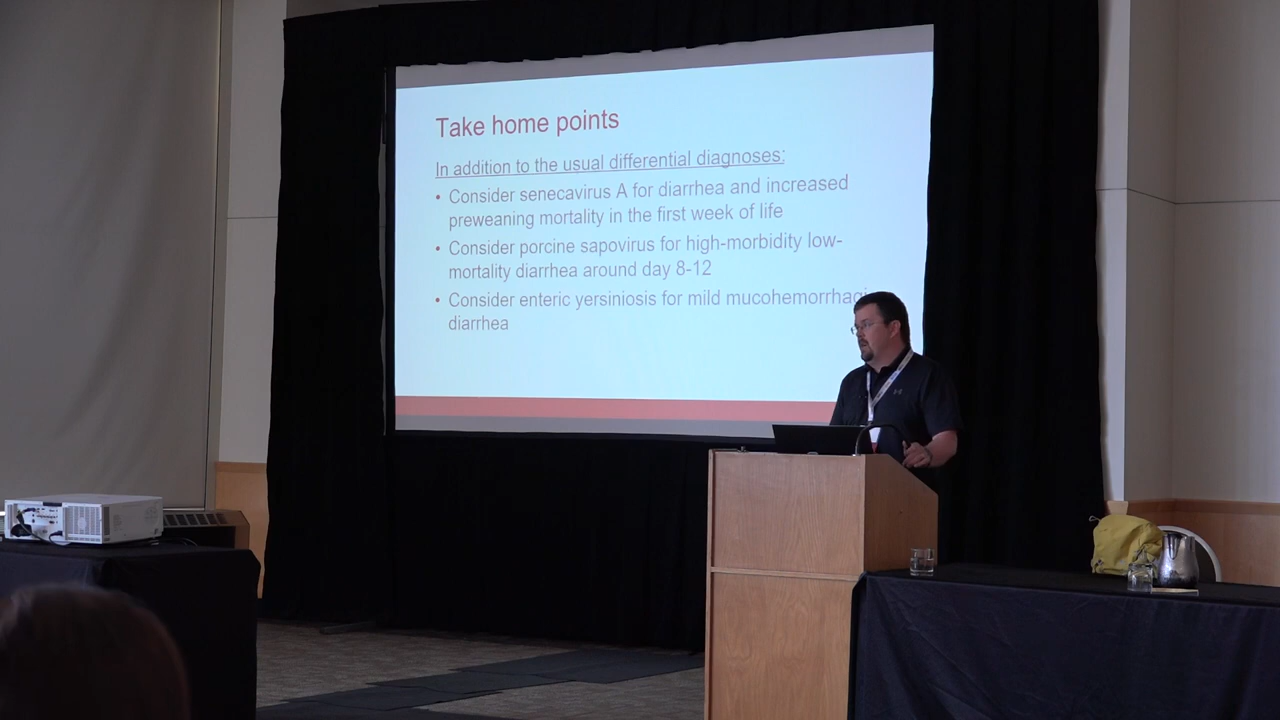 Take home points
In addition to the usual differential diagnoses:
• Consider senecavirus A for diarrhea and increased
preweaning mortality in the first week of life
• Consider porcine sapovirus for high-morbidity low-
mortality diarrhea around day 8-12
• Consider enteric yersiniosis for mild mucohemorrhagi
diarrhea